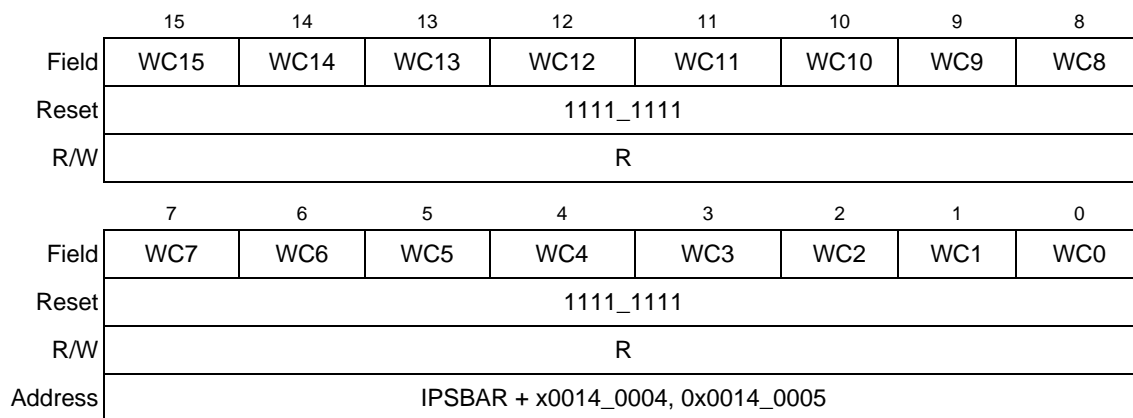 15 14 13 12 11 10 9 8
Field WC15 WC14 WC13 WC12 WC11 WC10 WC9 WC8
Reset 1111_1111
R/W R
7 6 5 4 3 2 1 0
Field WC7 WC6 WC5 WC4 WC3 WC2 WC1 WC0
Reset 1111_1111
R/W R
Address IPSBAR + x0014_0004, 0x0014_0005